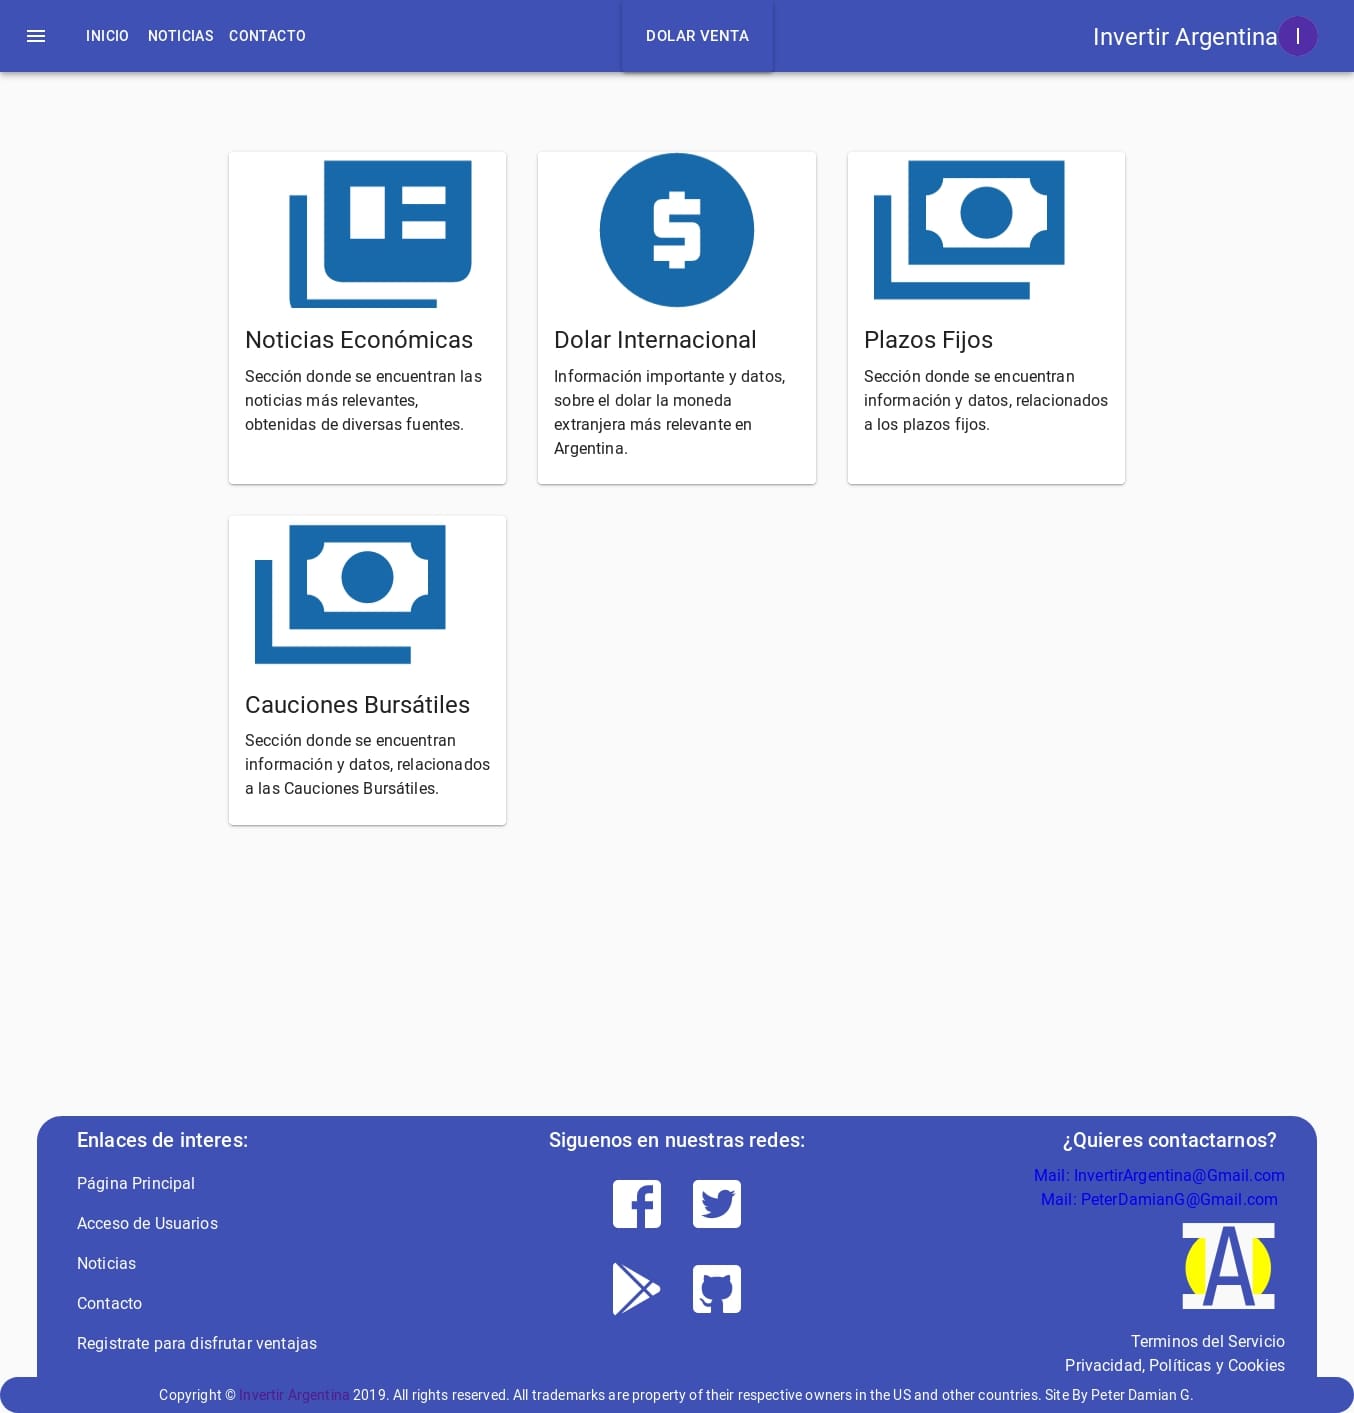 INICIO NOTICIAS CONTACTO DOLAR VENTA Invertir Argentina I
Noticias Económicas
Sección donde se encuentran las
noticias más relevantes,
obtenidas de diversas fuentes.
Dolar Internacional
Información importante y datos,
sobre el dolar la moneda
extranjera más relevante en
Argentina.
Plazos Fijos
Sección donde se encuentran
información y datos, relacionados
a los plazos fijos.
Cauciones Bursátiles
Sección donde se encuentran
información y datos, relacionados
a las Cauciones Bursátiles.
Enlaces de interes:
Página Principal
Acceso de Usuarios
Noticias
Contacto
Registrate para disfrutar ventajas
Siguenos en nuestras redes:
¿Quieres contactarnos?
Mail: InvertirArgentina@Gmail.com
Mail: PeterDamianG@Gmail.com
Terminos del Servicio
Privacidad, Políticas y Cookies
Copyright © Invertir Argentina 2019. All rights reserved. All trademarks are property of their respective owners in the US and other countries. Site By Peter Damian G.